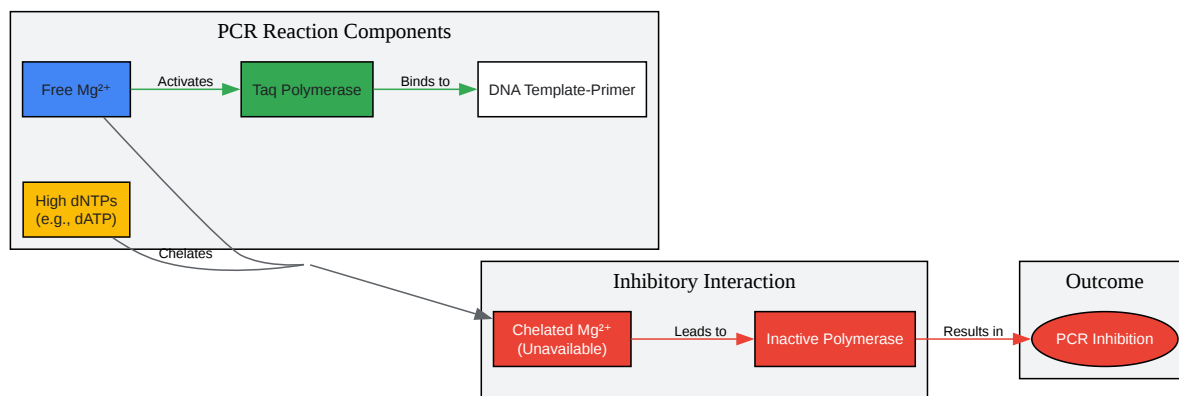 PCR Reaction Components
Free Mg²⁺
Activates
Taq Polymerase
Binds to
DNA Template-Primer
High dNTPs
(e.g., dATP)
Chelates
Inhibitory Interaction
Chelated Mg²⁺
(Unavailable)
Leads to
Inactive Polymerase
Results in
Outcome
PCR Inhibition